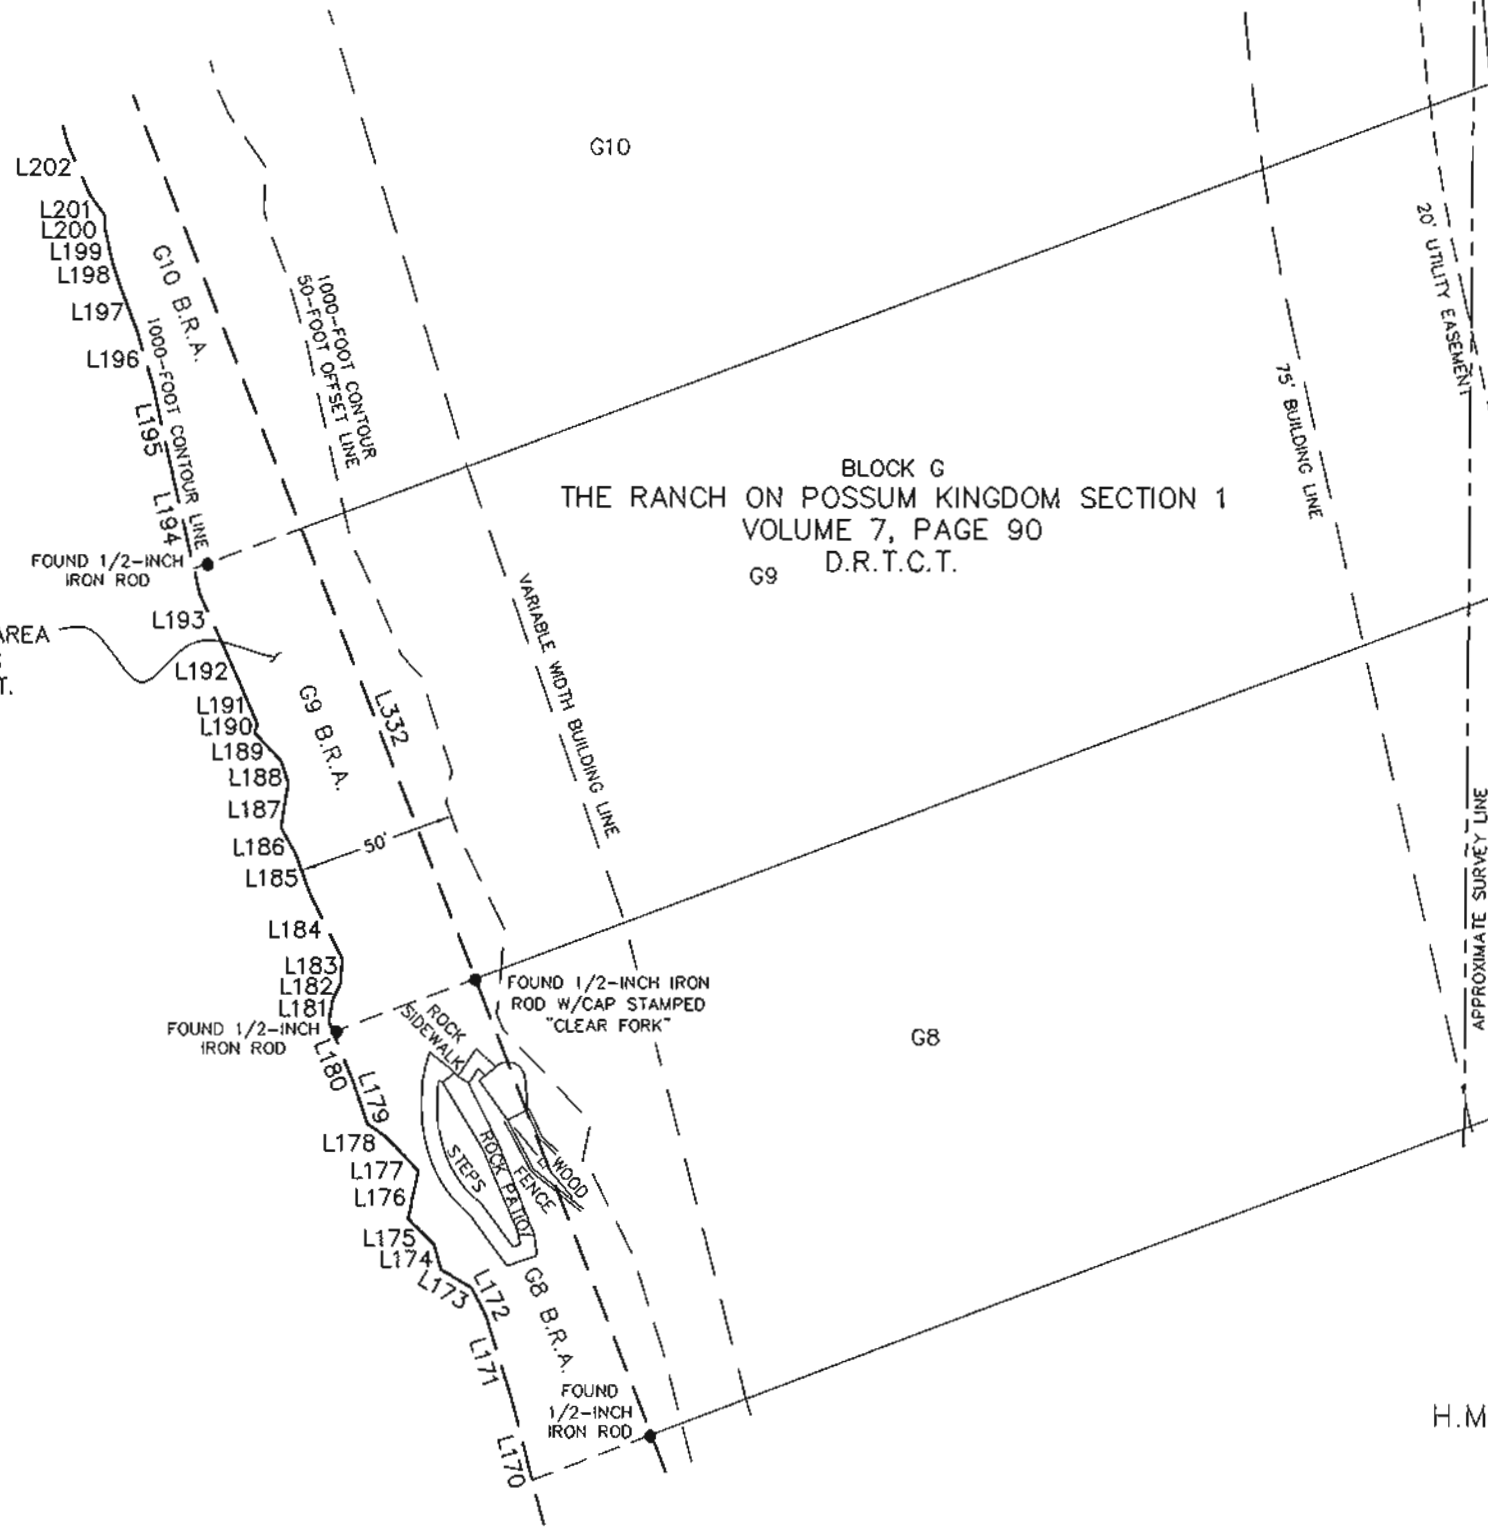 G10
L202
L201
L200
L199
L198
L197
L196
L195
L194
G10 B.R.A.
1000-FOOT CONTOUR LINE
1000-FOOT CONTOUR
50-FOOT OFFSET LINE
20' UTILITY EASEMENT
75' BUILDING LINE
BLOCK G
THE RANCH ON POSSUM KINGDOM SECTION 1
VOLUME 7, PAGE 90
D.R.T.C.T.
G9
FOUND 1/2-INCH
IRON ROD
AREA
T.
L193
L192
L191
L190
L189
L188
L187
L186
L185
L184
L183
L182
L181
G9 B.R.A.
L332
VARIABLE WIDTH BUILDING LINE
50'
APPROXIMATE SURVEY LINE
FOUND 1/2-INCH IRON
ROD W/CAP STAMPED
"CLEAR FORK"
FOUND 1/2-INCH
IRON ROD
G8
ROCK
SIDEWALK
L180
L179
L178
L177
L176
L175
L174
L173
L172
L171
L170
STEPS
ROCK PATIO
WOOD
FENCE
G8 B.R.A.
FOUND
1/2-INCH
IRON ROD
H.M